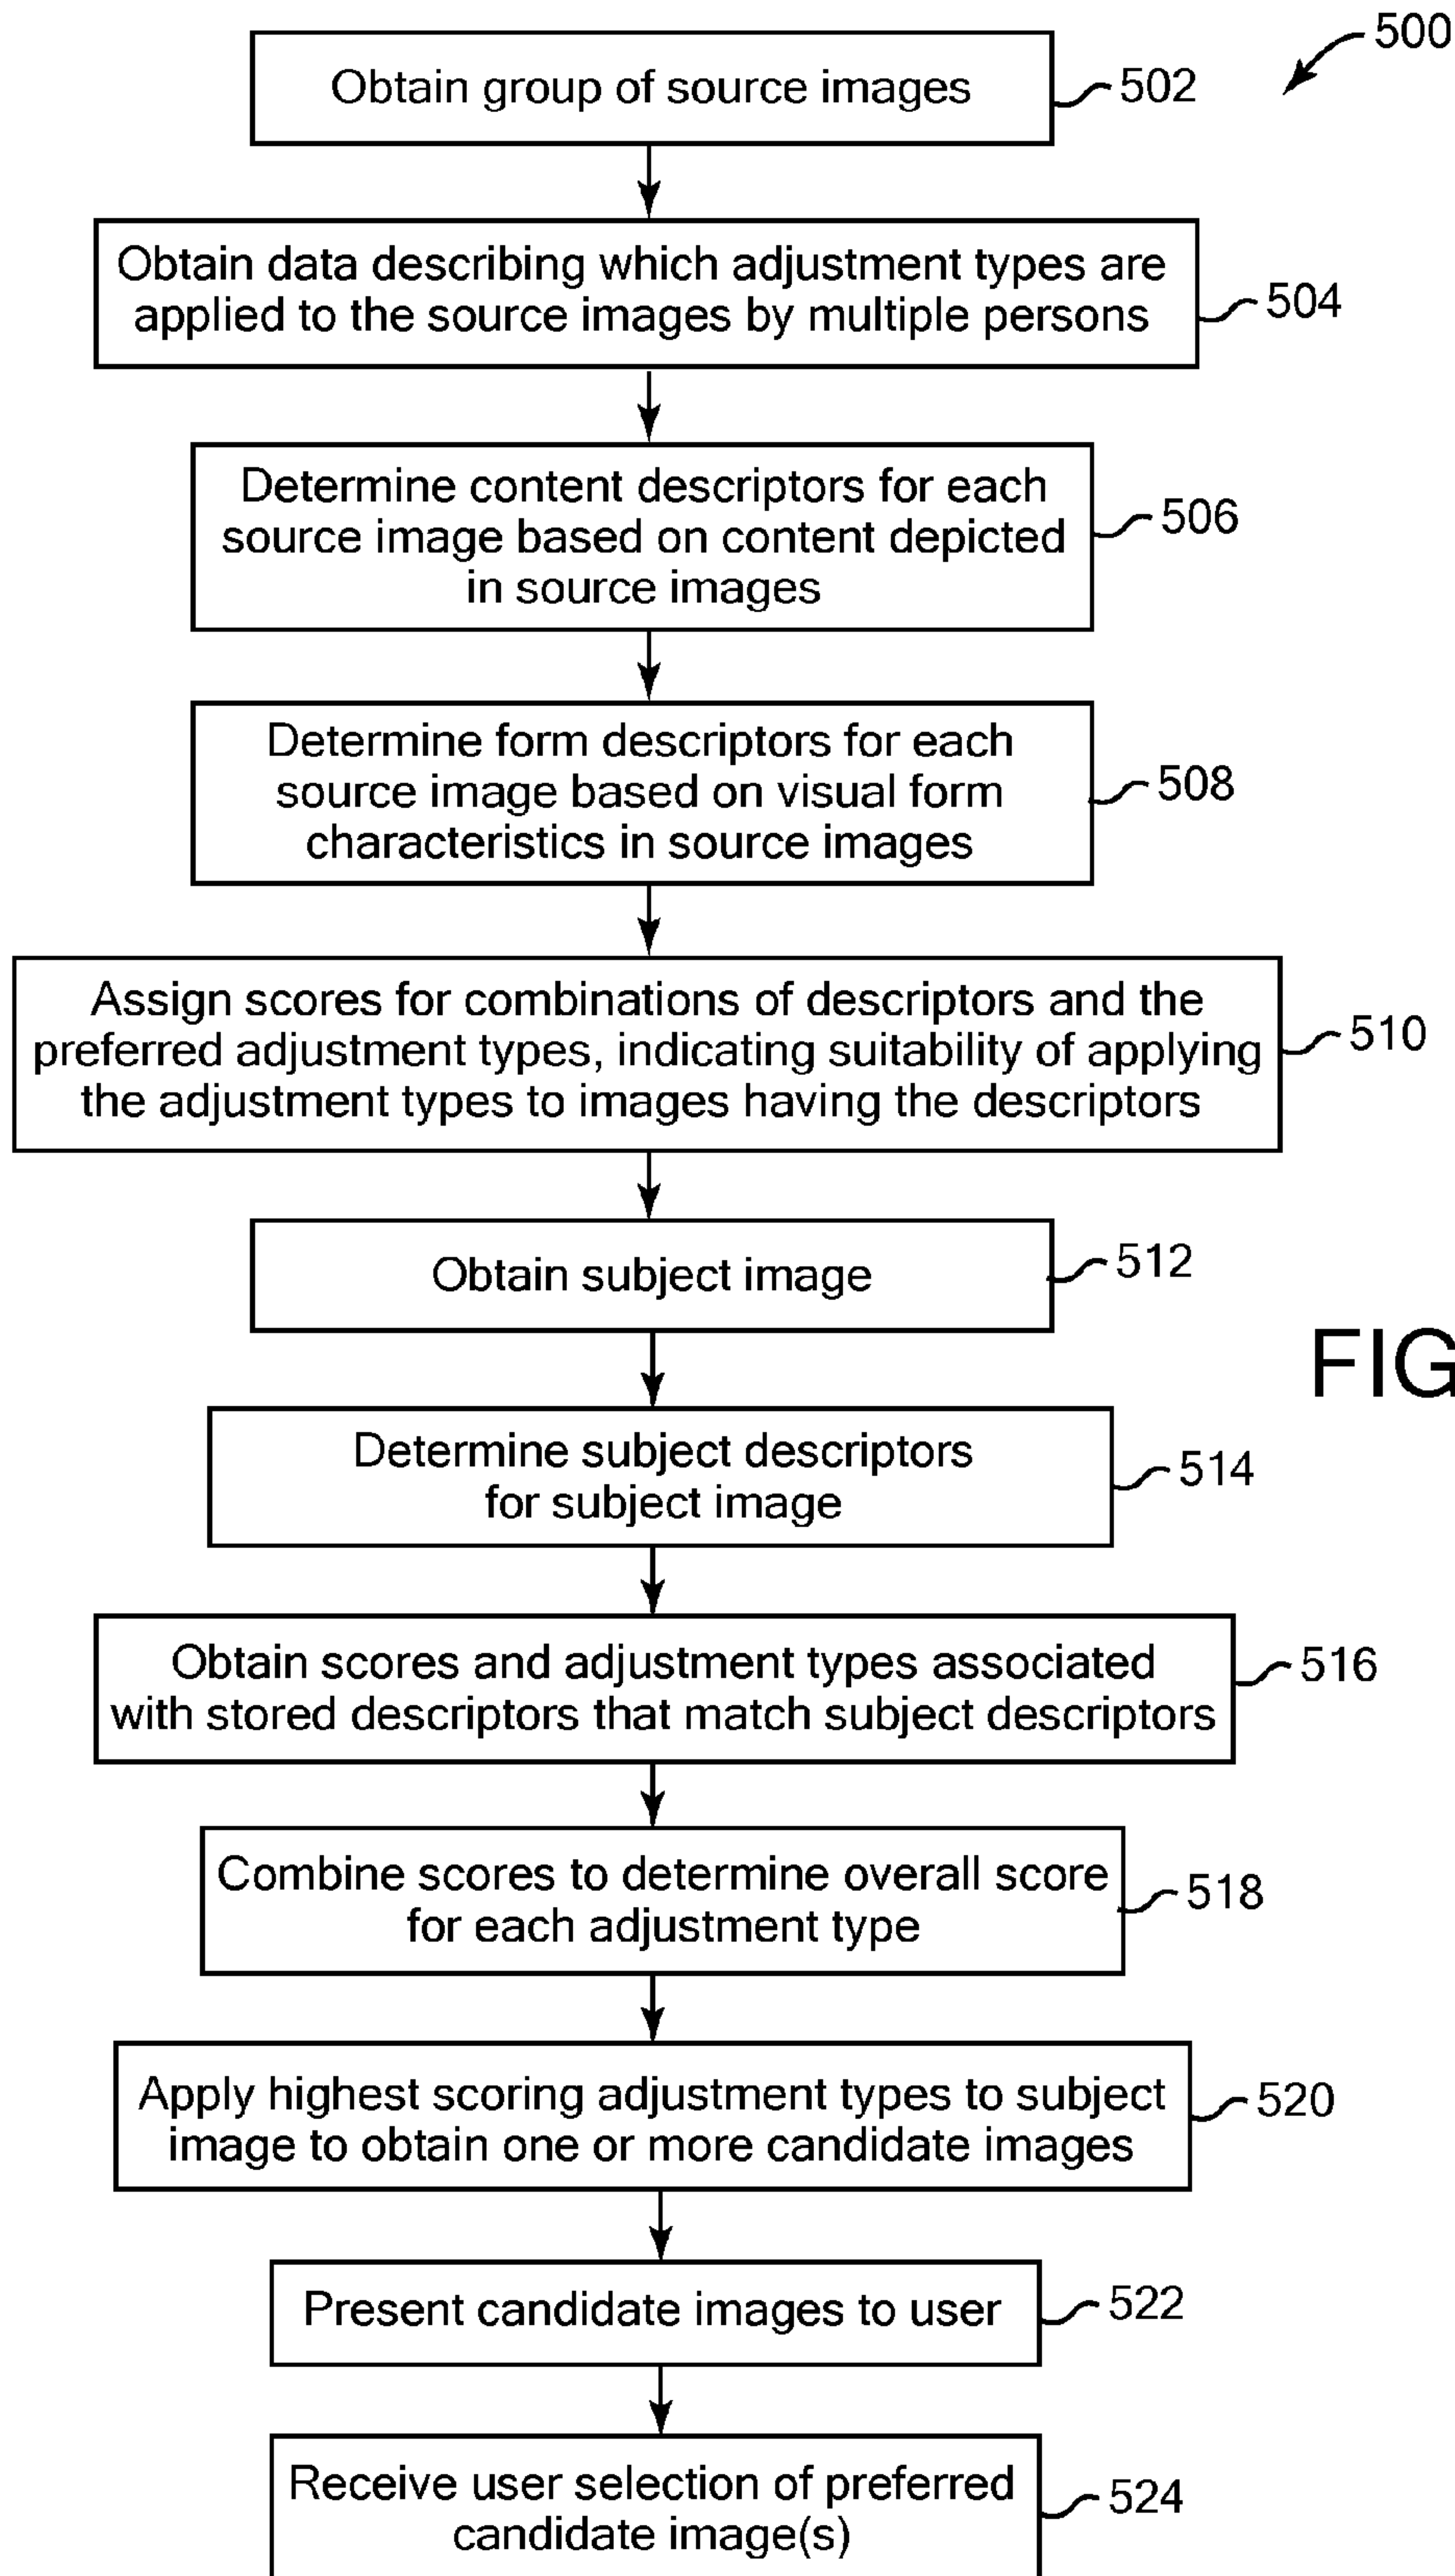 500
Obtain group of source images
502
Obtain data describing which adjustment types are
applied to the source images by multiple persons
504
Determine content descriptors for each
source image based on content depicted
in source images
506
Determine form descriptors for each
source image based on visual form
characteristics in source images
508
Assign scores for combinations of descriptors and the
preferred adjustment types, indicating suitability of applying
the adjustment types to images having the descriptors
510
Obtain subject image
512
FIG
Determine subject descriptors
for subject image
514
Obtain scores and adjustment types associated
with stored descriptors that match subject descriptors
516
Combine scores to determine overall score
for each adjustment type
518
Apply highest scoring adjustment types to subject
image to obtain one or more candidate images
520
Present candidate images to user
522
Receive user selection of preferred
candidate image(s)
524